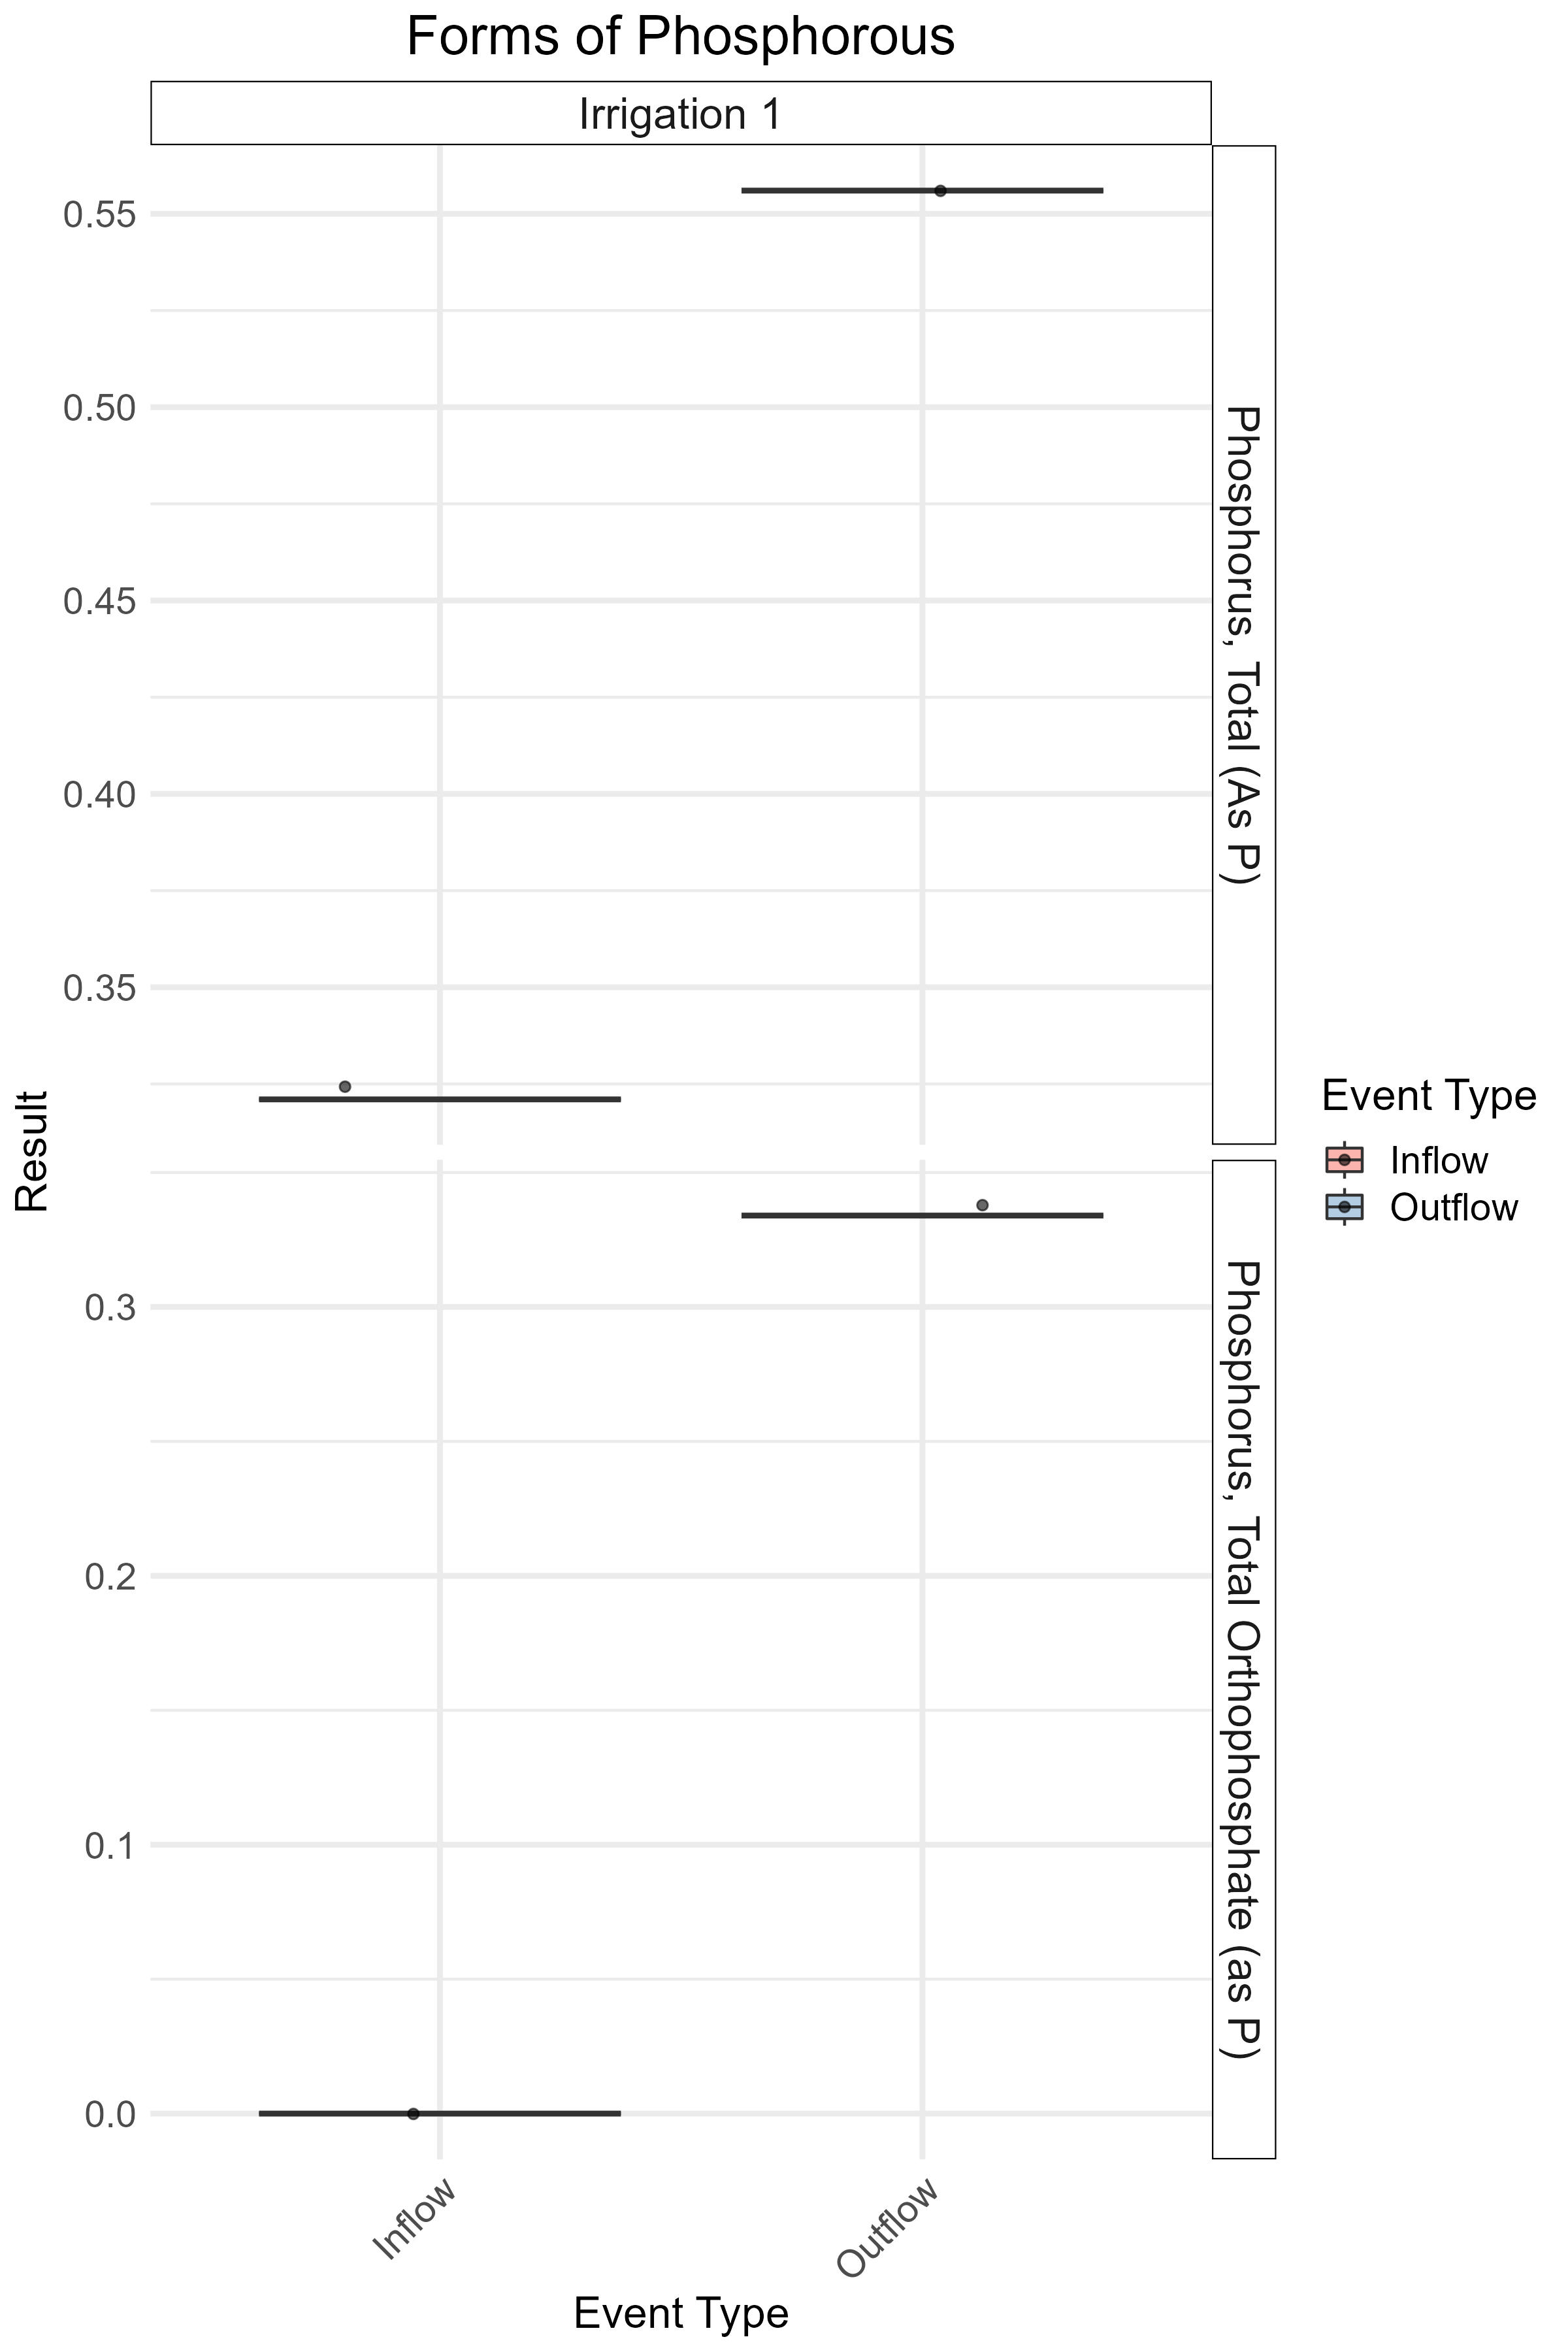 Forms of Phosphorous
Irrigation 1
0.55
0.50
0.45
0.40
0.35
Phosphorus, Total (As P)
Result
0.3
0.2
0.1
0.0
Phosphorus, Total Orthophosphate (as P)
Inflow
Outflow
Event Type
Event Type
Inflow
Outflow